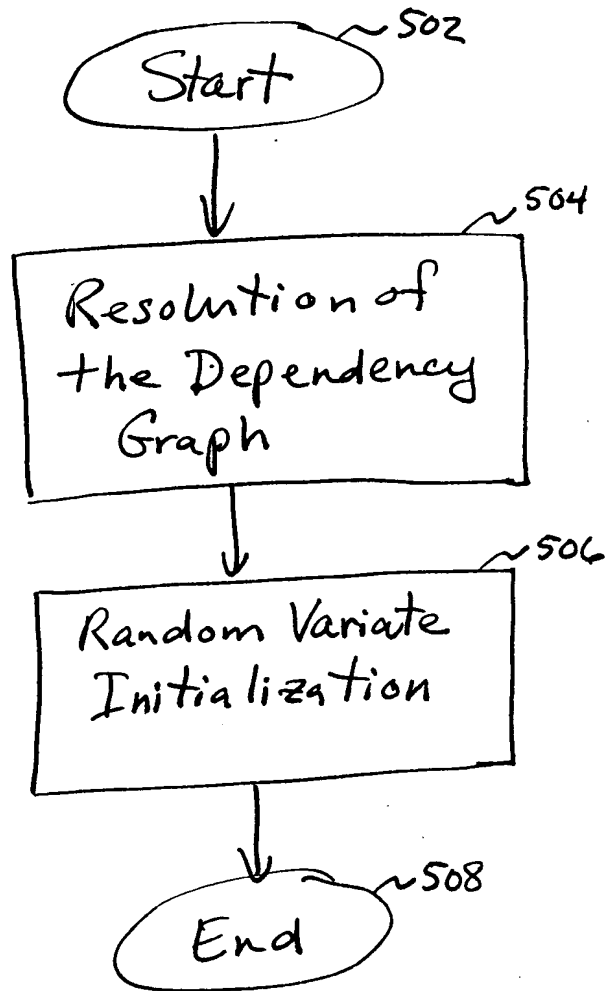 502
Start
504
Resolution of
the Dependency
Graph
506
Random Variate
Initialization
508
End